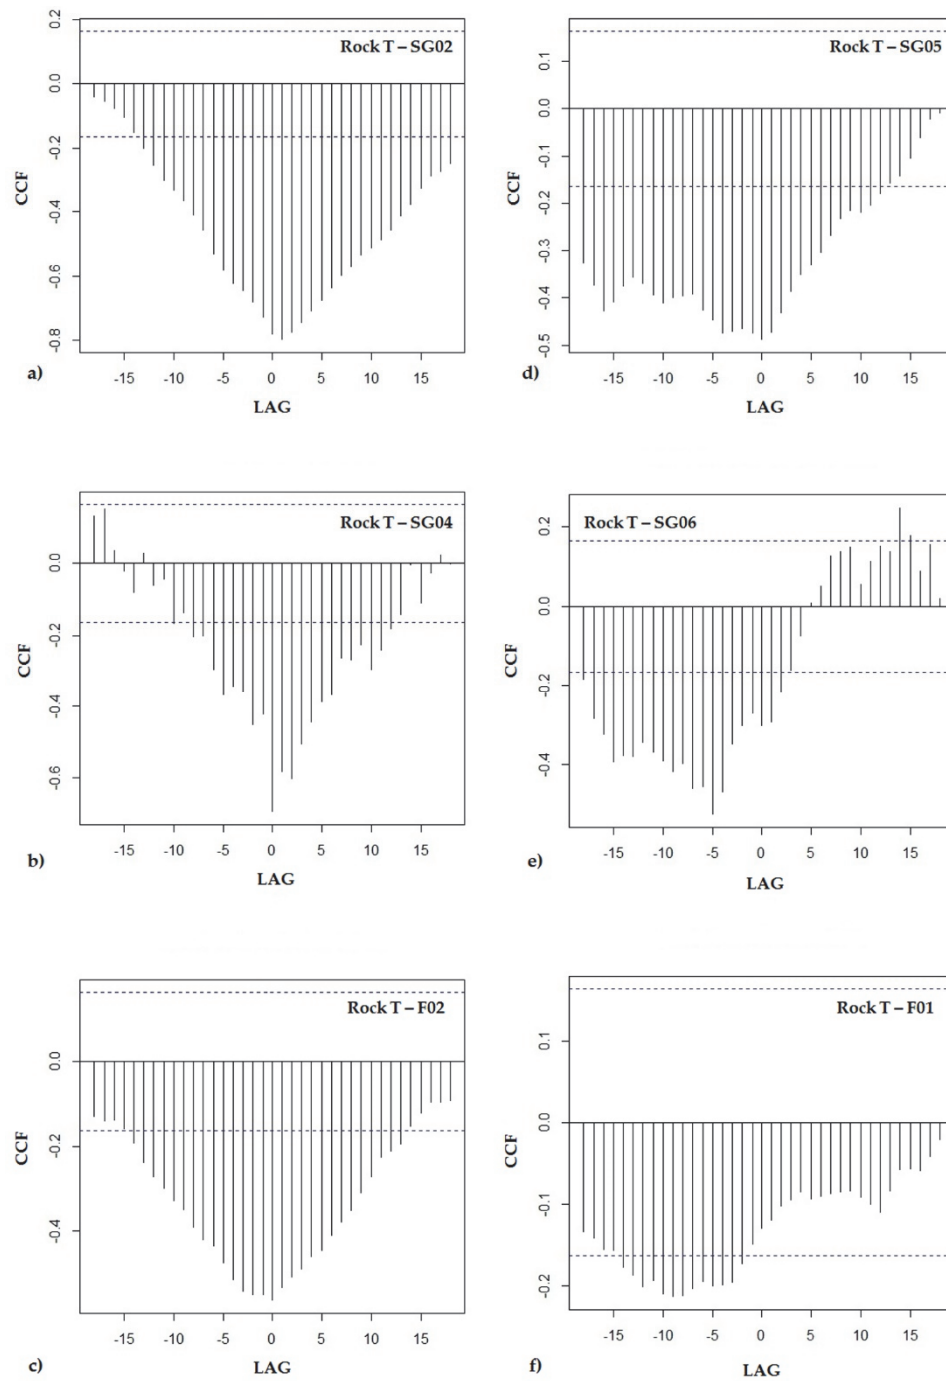 Rock T – SG02
CCF
0.2
0.0
-0.2
-0.4
-0.6
-0.8
-15 -10 -5 0 5 10 15
a)
LAG
Rock T – SG05
CCF
0.1
0.0
-0.1
-0.2
-0.3
-0.4
-0.5
-15 -10 -5 0 5 10 15
d)
LAG
Rock T – SG04
CCF
0.0
-0.2
-0.4
-0.6
-15 -10 -5 0 5 10 15
b)
LAG
Rock T – SG06
CCF
0.2
0.0
-0.2
-0.4
-15 -10 -5 0 5 10 15
e)
LAG
Rock T – F02
CCF
0.0
-0.2
-0.4
-15 -10 -5 0 5 10 15
c)
LAG
Rock T – F01
CCF
0.1
0.0
-0.1
-0.2
-15 -10 -5 0 5 10 15
f)
LAG